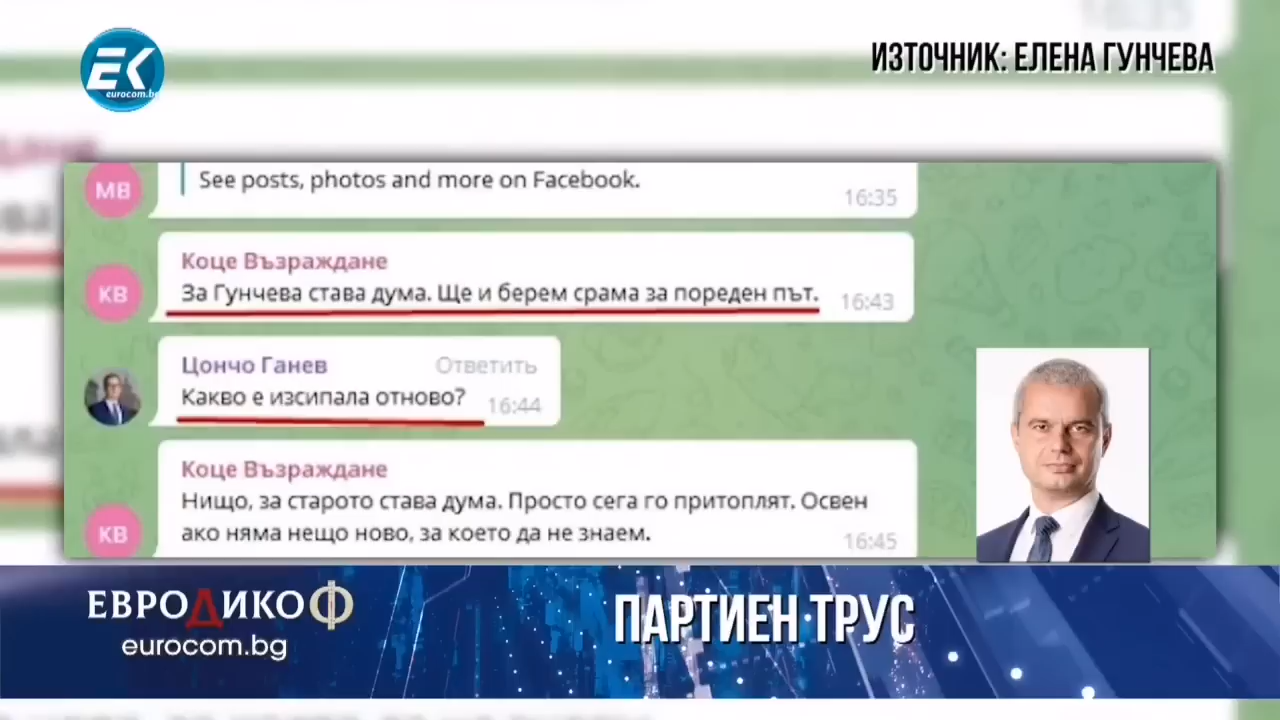 EK
eurocom.bg
ИЗТОЧНИК: ЕЛЕНА ГУНЧЕВА
16:35
МВ
See posts, photos and more on Facebook.
16:35
Коце Възраждане
КВ
За Гунчева става дума. Ще и берем срама за пореден път.
16:43
Цончо Ганев
Ответить
Какво е изсипала отново?
16:44
Коце Възраждане
Нищо, за старото става дума. Просто сега го притоплят. Освен
КВ
ако няма нещо ново, за което да не знаем.
16:45
ЕВРОДИКОФ
eurocom.bg
ПАРТИЕН ТРУС